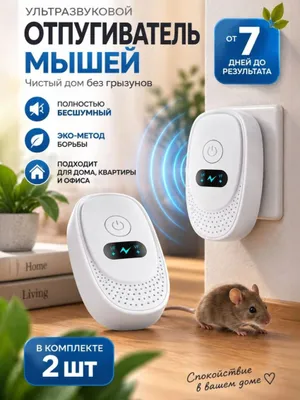 УЛЬТРАЗВУКОВОЙ
ОТПУГИВАТЕЛЬ
МЫШЕЙ
Чистый дом без грызунов
ОТ 7
ДНЕЙ ДО
РЕЗУЛЬТАТА
ПОЛНОСТЬЮ
БЕСШУМНЫЙ
ЭКО-МЕТОД
БОРЬБЫ
ПОДХОДИТ
ДЛЯ ДОМА, КВАРТИРЫ
И ОФИСА
HOME
Living
В КОМПЛЕКТЕ
2 ШТ
Спокойствие
в вашем доме